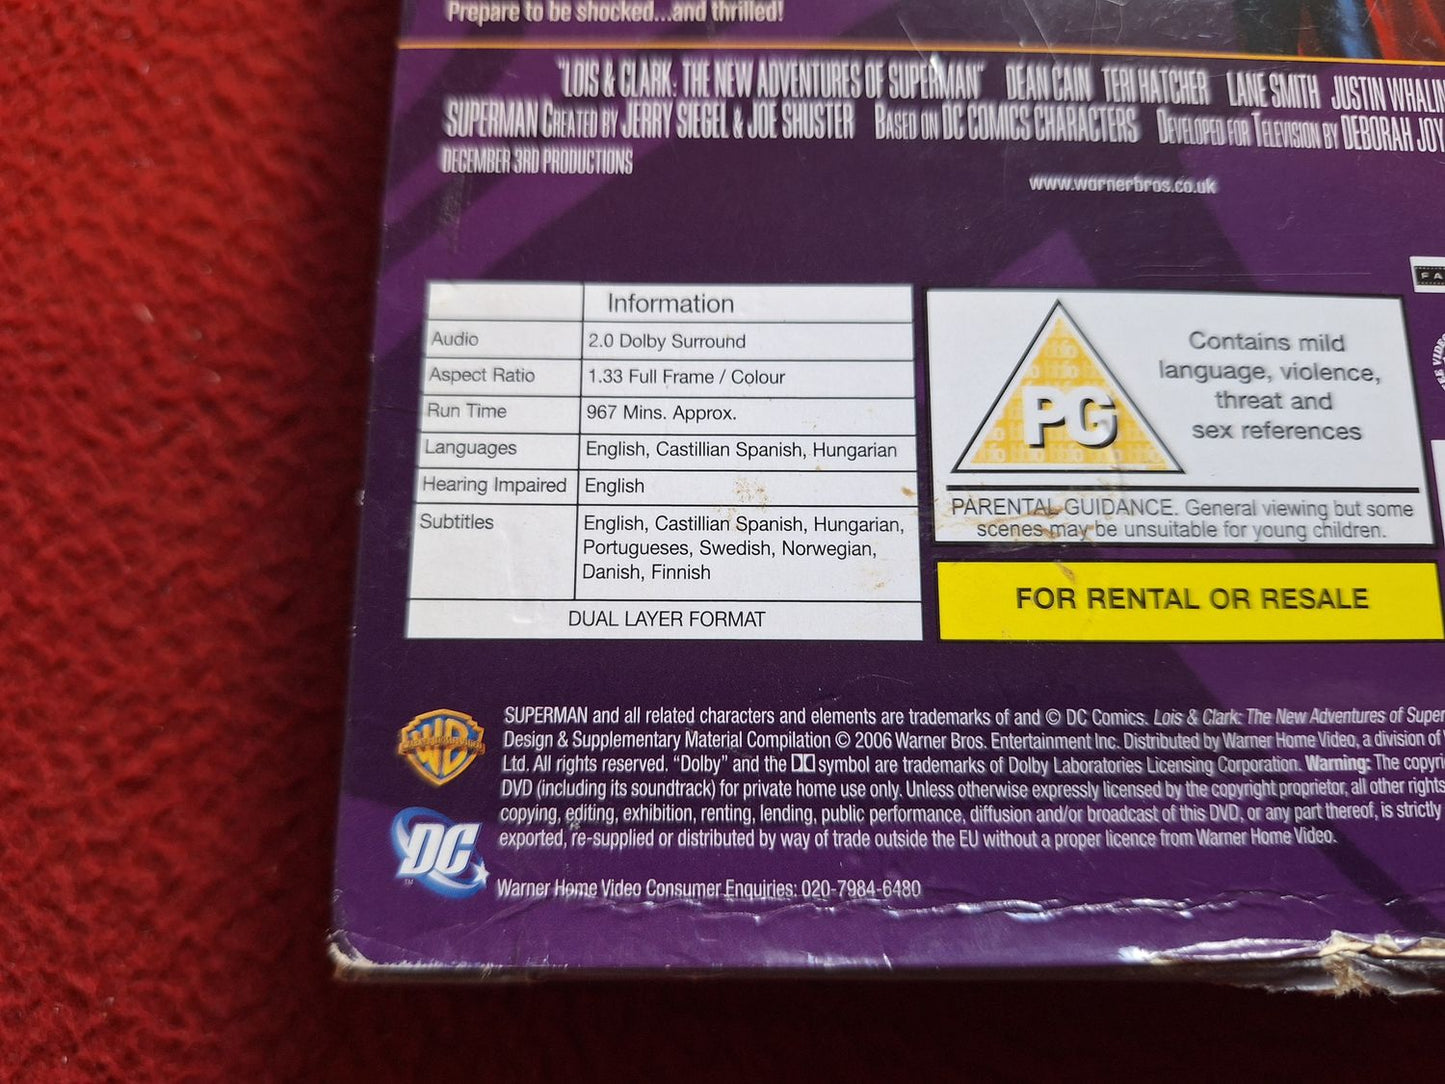 Prepare to be shocked...and thrilled!
"LOIS & CLARK: THE NEW ADVENTURES OF SUPERMAN" DEAN CAIN TERI HATCHER LANE SMITH JUSTIN WHALIN
SUPERMAN CREATED BY JERRY SIEGEL & JOE SHUSTER BASED ON DC COMICS CHARACTERS DEVELOPED FOR TELEVISION BY DEBORAH JOY
DECEMBER 3RD PRODUCTIONS
www.warnerbros.co.uk
Information
Audio 2.0 Dolby Surround
Aspect Ratio 1.33 Full Frame / Colour
Run Time 967 Mins. Approx.
Languages English, Castillian Spanish, Hungarian
Hearing Impaired English
Subtitles English, Castillian Spanish, Hungarian,
Portugueses, Swedish, Norwegian,
Danish, Finnish
DUAL LAYER FORMAT
PG
Contains mild
language, violence,
threat and
sex references
PARENTAL GUIDANCE. General viewing but some
scenes may be unsuitable for young children.
FOR RENTAL OR RESALE
FA
WB
SUPERMAN and all related characters and elements are trademarks of and © DC Comics. Lois & Clark: The New Adventures of Super
Design & Supplementary Material Compilation © 2006 Warner Bros. Entertainment Inc. Distributed by Warner Home Video, a division of
Ltd. All rights reserved. "Dolby" and the symbol are trademarks of Dolby Laboratories Licensing Corporation. Warning: The copyri
DVD (including its soundtrack) for private home use only. Unless otherwise expressly licensed by the copyright proprietor, all other rights
copying, editing, exhibition, renting, lending, public performance, diffusion and/or broadcast of this DVD, or any part thereof, is strictly
exported, re-supplied or distributed by way of trade outside the EU without a proper licence from Warner Home Video.
DC
TM
Warner Home Video Consumer Enquiries: 020-7984-6480